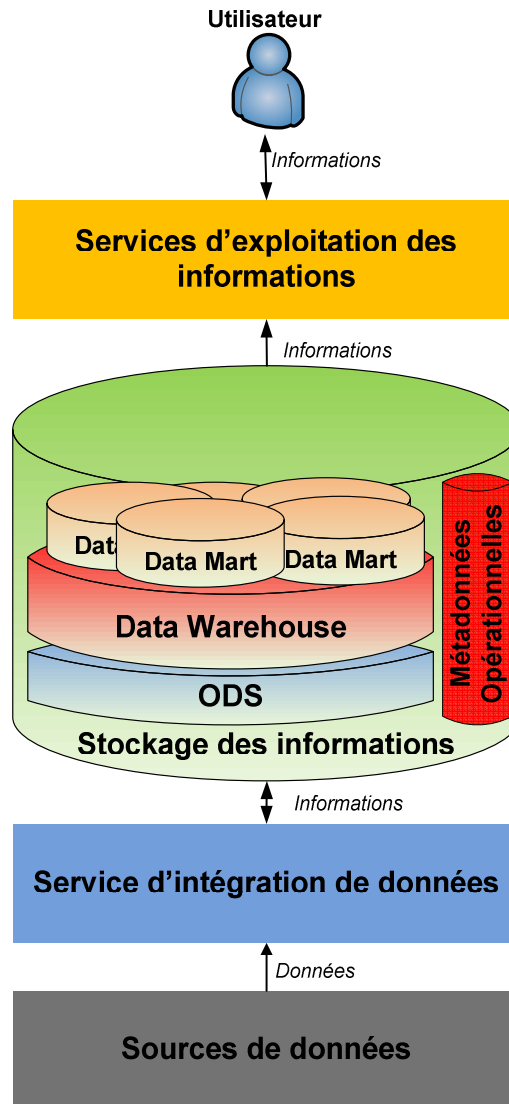 Utilisateur
Informations
Services d'exploitation des
informations
Informations
Data
Data Mart
Data Mart
Data Warehouse
ODS
Stockage des informations
Métadonnées
Opérationnelles
Informations
Service d'intégration de données
Données
Sources de données